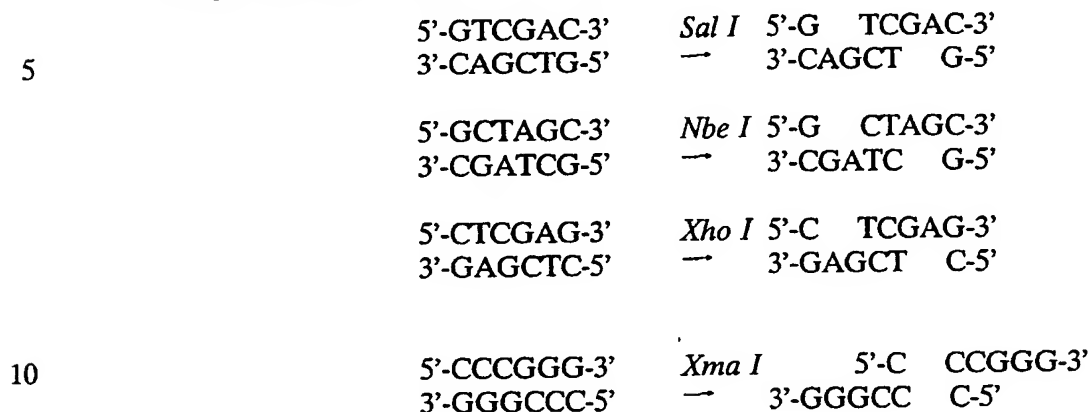 5'-GTCGAC-3' Sal I 5'-G TCGAC-3'
5 3'-CAGCTG-5' → 3'-CAGCT G-5'
5'-GCTAGC-3' Nbe I 5'-G CTAGC-3'
3'-CGATCG-5' → 3'-CGATC G-5'
5'-CTCGAG-3' Xho I 5'-C TCGAG-3'
3'-GAGCTC-5' → 3'-GAGCT C-5'
10 5'-CCCGGG-3' Xma I 5'-C CCGGG-3'
3'-GGGCCC-5' → 3'-GGGCC C-5'